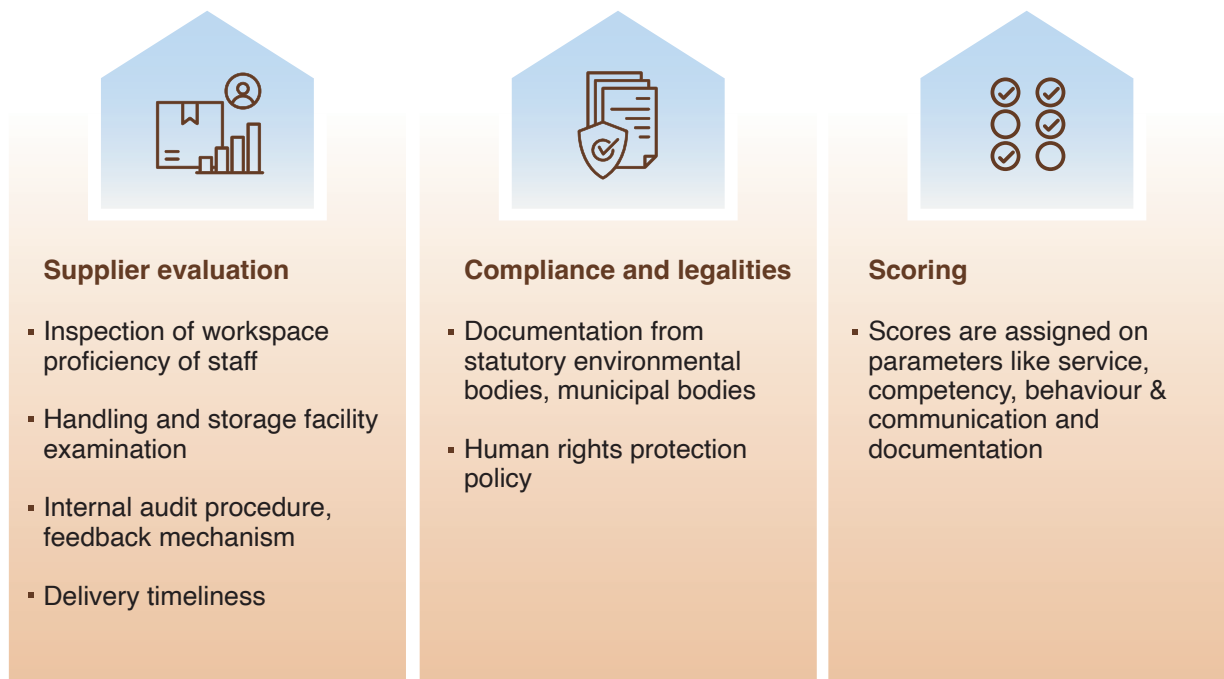 Supplier evaluation
▪ Inspection of workspace
proficiency of staff
▪ Handling and storage facility
examination
▪ Internal audit procedure,
feedback mechanism
▪ Delivery timeliness
Compliance and legalities
▪ Documentation from
statutory environmental
bodies, municipal bodies
▪ Human rights protection
policy
Scoring
▪ Scores are assigned on
parameters like service,
competency, behaviour &
communication and
documentation